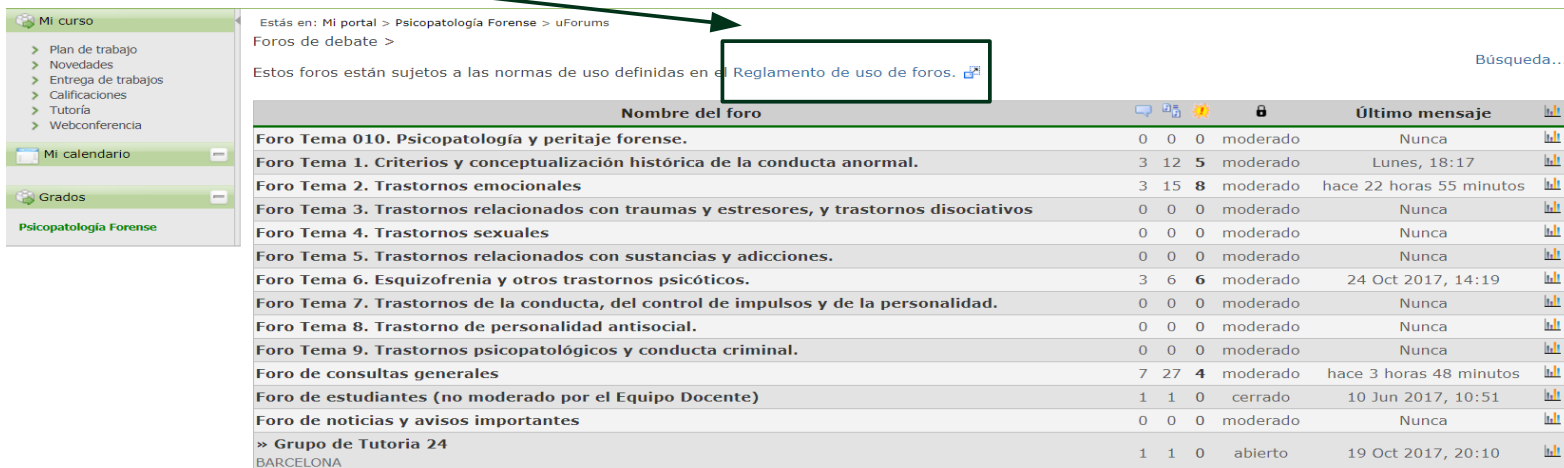 Mi curso
Plan de trabajo
Novedades
Entrega de trabajos
Calificaciones
Tutoría
Webconferencia
Mi calendario
Grados
Psicopatología Forense
Estás en: Mi portal > Psicopatología Forense > uForums
Foros de debate >
Búsqueda...
Estos foros están sujetos a las normas de uso definidas en el Reglamento de uso de foros.
Nombre del foro Último mensaje
Foro Tema 010. Psicopatología y peritaje forense. 0 0 0 moderado Nunca
Foro Tema 1. Criterios y conceptualización histórica de la conducta anormal. 3 12 5 moderado Lunes, 18:17
Foro Tema 2. Trastornos emocionales 3 15 8 moderado hace 22 horas 55 minutos
Foro Tema 3. Trastornos relacionados con traumas y estresores, y trastornos disociativos 0 0 0 moderado Nunca
Foro Tema 4. Trastornos sexuales 0 0 0 moderado Nunca
Foro Tema 5. Trastornos relacionados con sustancias y adicciones. 0 0 0 moderado Nunca
Foro Tema 6. Esquizofrenia y otros trastornos psicóticos. 3 6 6 moderado 24 Oct 2017, 14:19
Foro Tema 7. Trastornos de la conducta, del control de impulsos y de la personalidad. 0 0 0 moderado Nunca
Foro Tema 8. Trastorno de personalidad antisocial. 0 0 0 moderado Nunca
Foro Tema 9. Trastornos psicopatológicos y conducta criminal. 0 0 0 moderado Nunca
Foro de consultas generales 7 27 4 moderado hace 3 horas 48 minutos
Foro de estudiantes (no moderado por el Equipo Docente) 1 1 0 cerrado 10 Jun 2017, 10:51
Foro de noticias y avisos importantes 0 0 0 moderado Nunca
» Grupo de Tutoria 24 1 1 0 abierto 19 Oct 2017, 20:10
BARCELONA